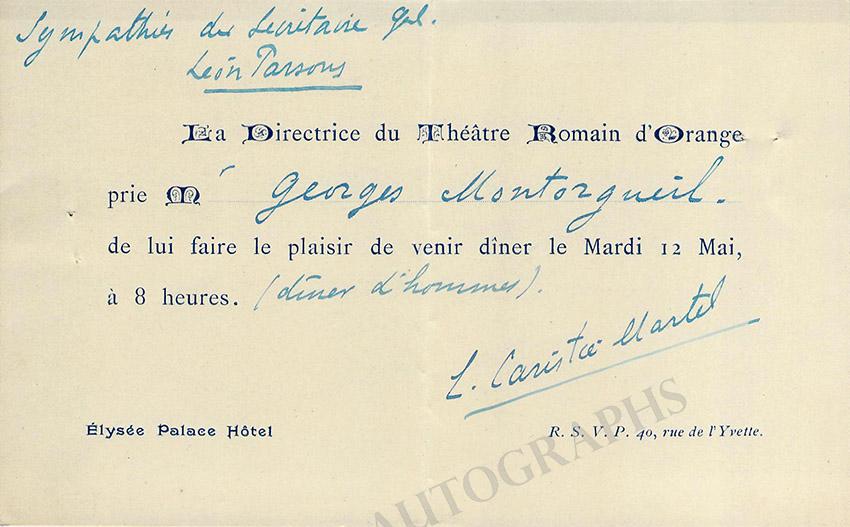 Sympathies du Secrétaire gal.
Léon Parsons
La Directrice du Théâtre Romain d'Orange
prie Mr Georges Montorgueil.
de lui faire le plaisir de venir dîner le Mardi 12 Mai,
à 8 heures. (dîner d'hommes).
L. Caristie Martel
Élysée Palace Hôtel
R. S. V. P. 40, rue de l'Yvette.
AUTOGRAPHS